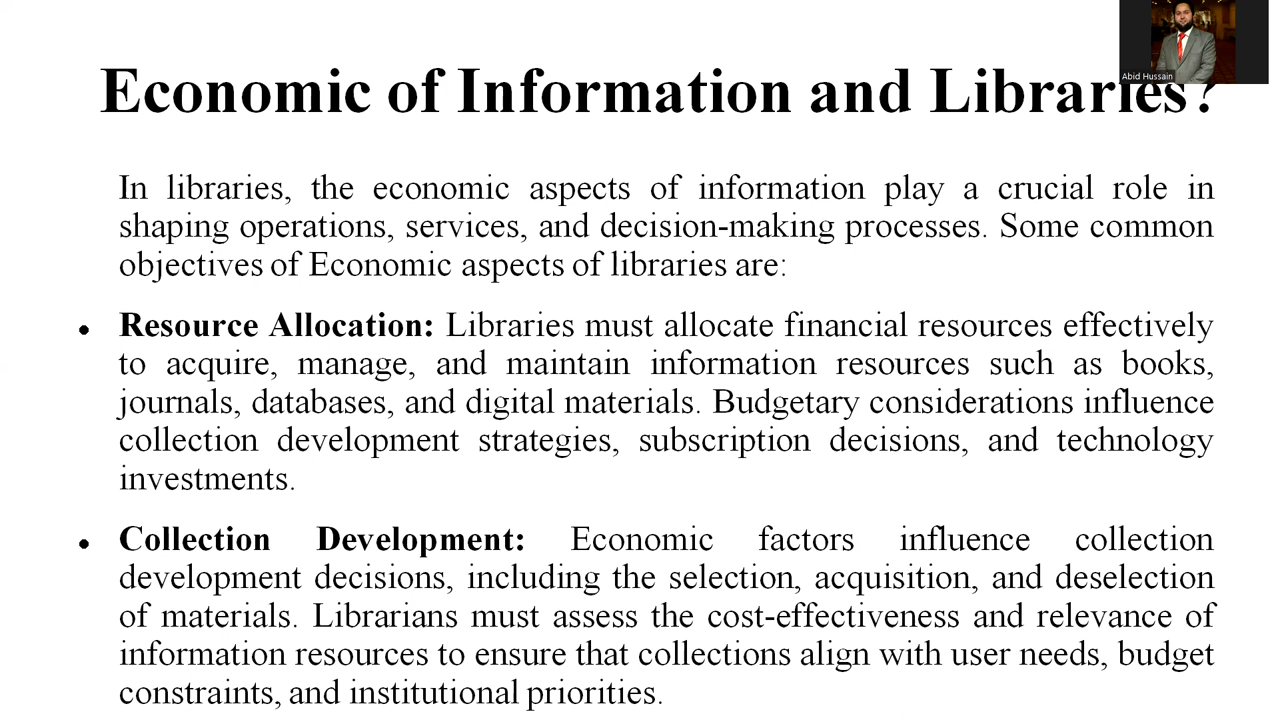 Abid Hussain
Economic of Information and Libraries?
In libraries, the economic aspects of information play a crucial role in
shaping operations, services, and decision-making processes. Some common
objectives of Economic aspects of libraries are:
• Resource Allocation: Libraries must allocate financial resources effectively
to acquire, manage, and maintain information resources such as books,
journals, databases, and digital materials. Budgetary considerations influence
collection development strategies, subscription decisions, and technology
investments.
• Collection Development: Economic factors influence collection
development decisions, including the selection, acquisition, and deselection
of materials. Librarians must assess the cost-effectiveness and relevance of
information resources to ensure that collections align with user needs, budget
constraints, and institutional priorities.